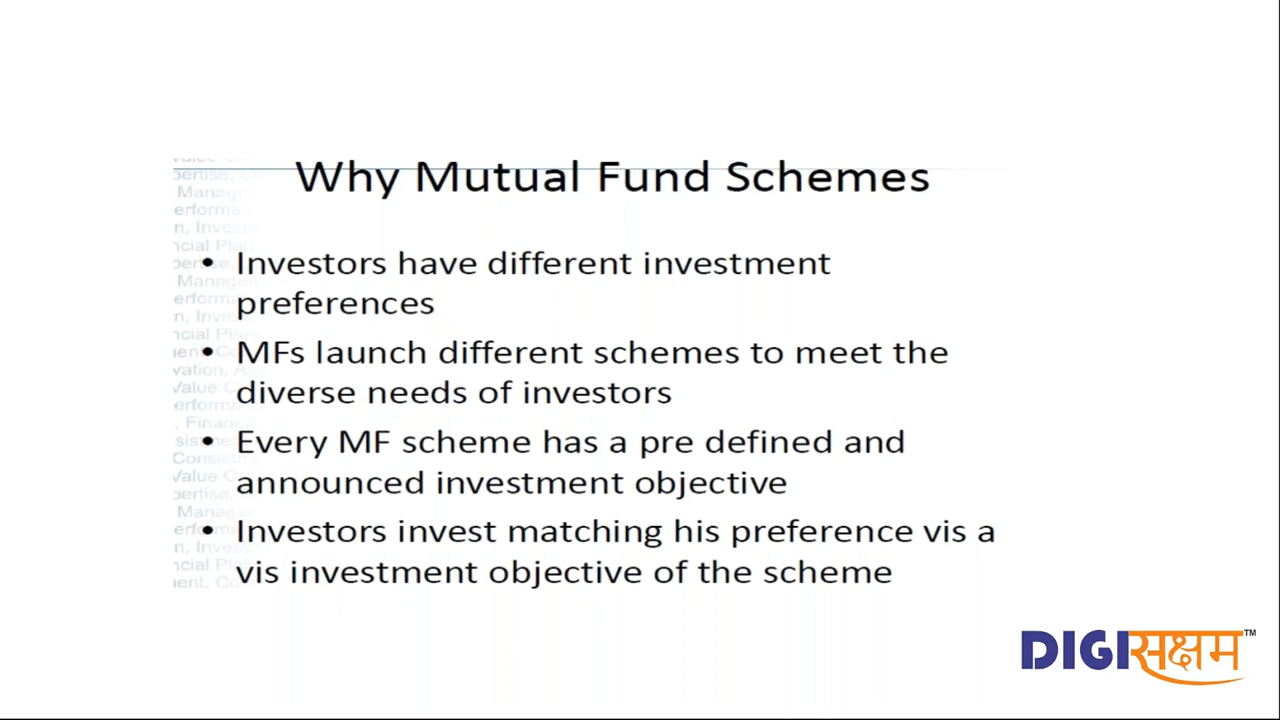 Why Mutual Fund Schemes
• Investors have different investment
preferences
• MFs launch different schemes to meet the
diverse needs of investors
• Every MF scheme has a pre defined and
announced investment objective
• Investors invest matching his preference vis a
vis investment objective of the scheme
DIGIसक्षम™